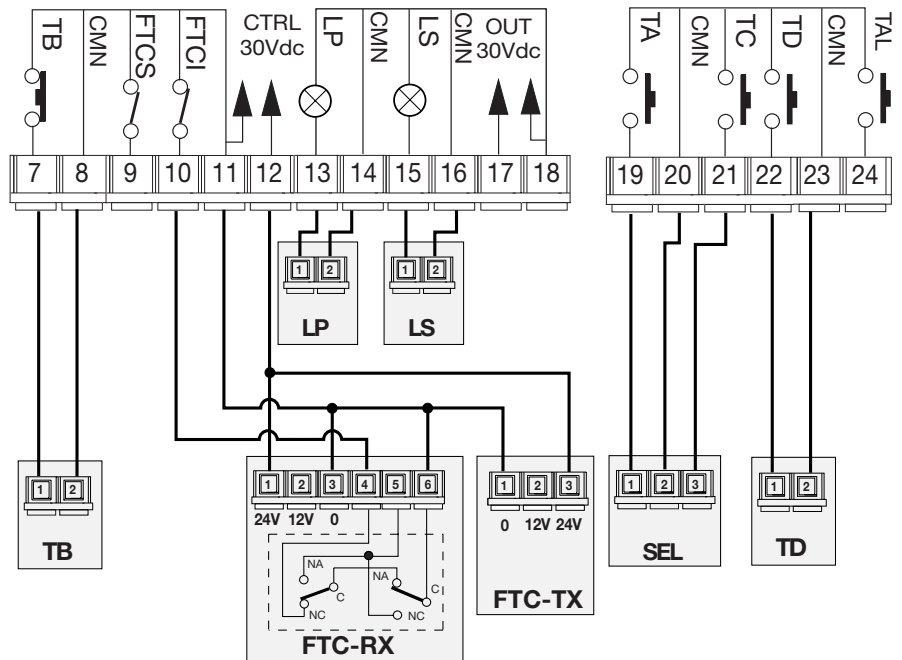 TB CMN FTCS FTCI CTRL 30Vdc LP CMN LS CMN OUT 30Vdc
TA CMN TC TD CMN TAL
7 8 9 10 11 12 13 14 15 16 17 18
19 20 21 22 23 24
1 2
LP
1 2
LS
1 2
TB
1 2 3 4 5 6
24V 12V 0
NA
C
NC
NA
C
NC
FTC-RX
1 2 3
0 12V 24V
FTC-TX
1 2 3
SEL
1 2
TD